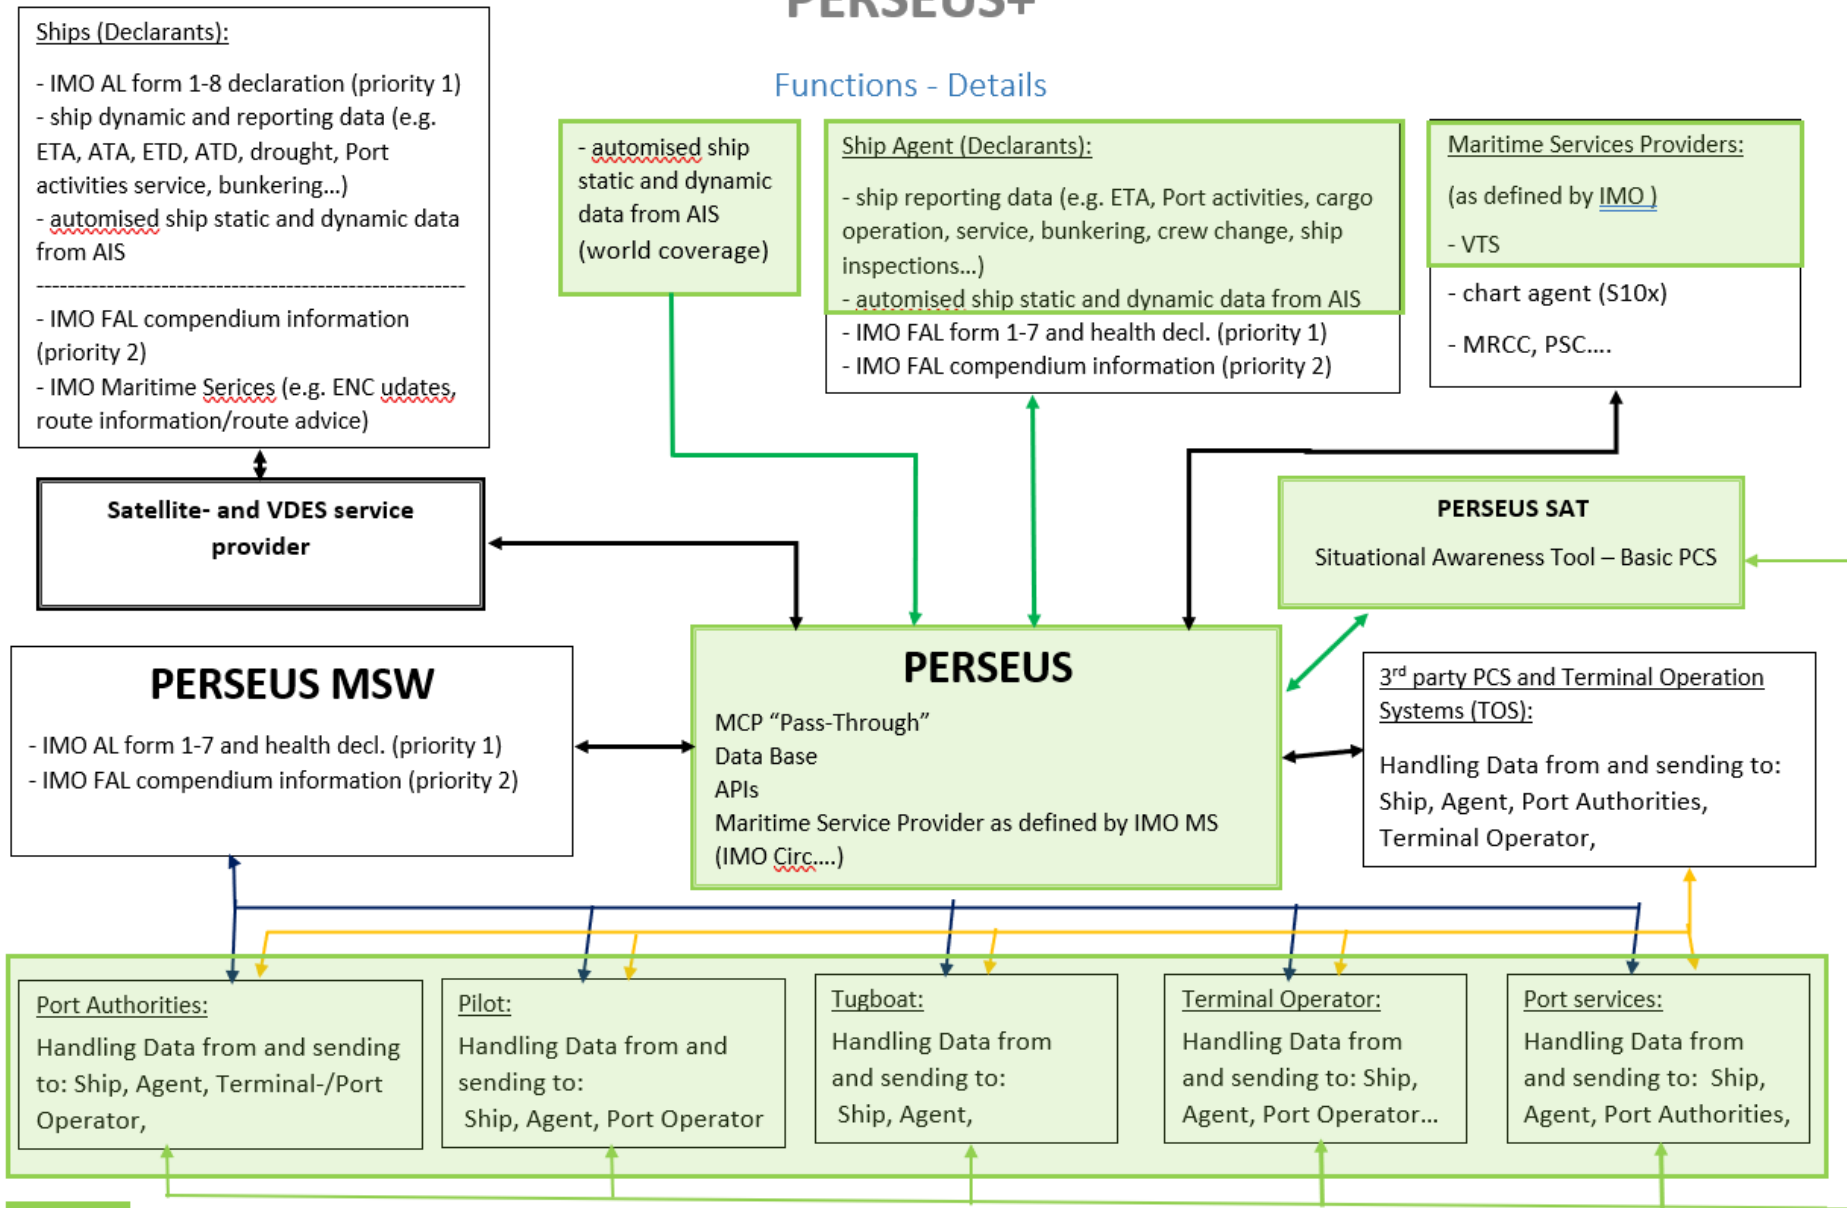 PERSEUS+
Functions - Details
Ships (Declarants):
- IMO AL form 1-8 declaration (priority 1)
- ship dynamic and reporting data (e.g.
ETA, ATA, ETD, ATD, drought, Port
activities service, bunkering...)
- automised ship static and dynamic data
from AIS
- IMO FAL compendium information
(priority 2)
- IMO Maritime Serices (e.g. ENC udates,
route information/route advice)
- automised ship
static and dynamic
data from AIS
(world coverage)
Ship Agent (Declarants):
- ship reporting data (e.g. ETA, Port activities, cargo
operation, service, bunkering, crew change, ship
inspections...)
- automised ship static and dynamic data from AIS
- IMO FAL form 1-7 and health decl. (priority 1)
- IMO FAL compendium information (priority 2)
Maritime Services Providers:
(as defined by IMO )
- VTS
- chart agent (S10x)
- MRCC, PSC....
Satellite- and VDES service
provider
PERSEUS SAT
Situational Awareness Tool – Basic PCS
PERSEUS MSW
- IMO AL form 1-7 and health decl. (priority 1)
- IMO FAL compendium information (priority 2)
PERSEUS
MCP “Pass-Through”
Data Base
APIs
Maritime Service Provider as defined by IMO MS
(IMO Circ....)
3rd party PCS and Terminal Operation
Systems (TOS):
Handling Data from and sending to:
Ship, Agent, Port Authorities,
Terminal Operator,
Port Authorities:
Handling Data from and sending
to: Ship, Agent, Terminal-/Port
Operator,
Pilot:
Handling Data from and
sending to:
Ship, Agent, Port Operator
Tugboat:
Handling Data from
and sending to:
Ship, Agent,
Terminal Operator:
Handling Data from
and sending to: Ship,
Agent, Port Operator...
Port services:
Handling Data from
and sending to:  Ship,
Agent, Port Authorities,